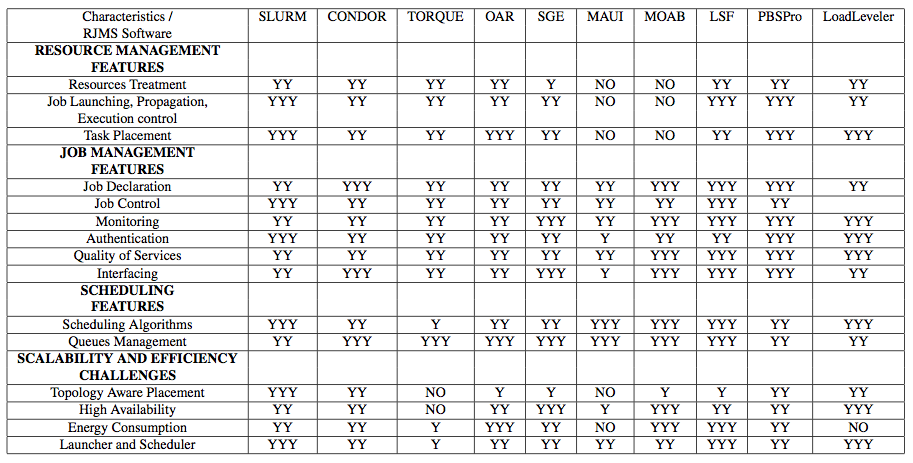 Characteristics / SLURM CONDOR TORQUE OAR SGE MAUI MOAB LSF PBSPro LoadLeveler
RJMS Software
RESOURCE MANAGEMENT
FEATURES
Resources Treatment YY YY YY YY Y NO NO YY YY YY
Job Launching, Propagation, YYY YY YY YY YY NO NO YYY YYY YY
Execution control
Task Placement YYY YY YY YYY YY NO NO YY YYY YYY
JOB MANAGEMENT
FEATURES
Job Declaration YY YYY YY YY YY YY YYY YYY YYY YY
Job Control YYY YY YY YY YY YY YY YYY YY
Monitoring YY YY YY YY YYY YY YYY YYY YYY YYY
Authentication YYY YY YY YY YY Y YY YY YYY YYY
Quality of Services YY YY YY YY YY YY YYY YYY YYY YYY
Interfacing YY YYY YY YY YYY Y YYY YYY YYY YY
SCHEDULING
FEATURES
Scheduling Algorithms YYY YY Y YY YY YYY YYY YYY YY YYY
Queues Management YY YYY YYY YYY YYY YYY YYY YYY YY YY
SCALABILITY AND EFFICIENCY
CHALLENGES
Topology Aware Placement YYY YY NO Y Y NO Y Y YY YY
High Availability YY YY NO YY YYY Y YYY YY YY YYY
Energy Consumption YY YY Y YYY YY NO YYY YYY YY NO
Launcher and Scheduler YYY YY Y YY YY YY YY YYY YY YYY